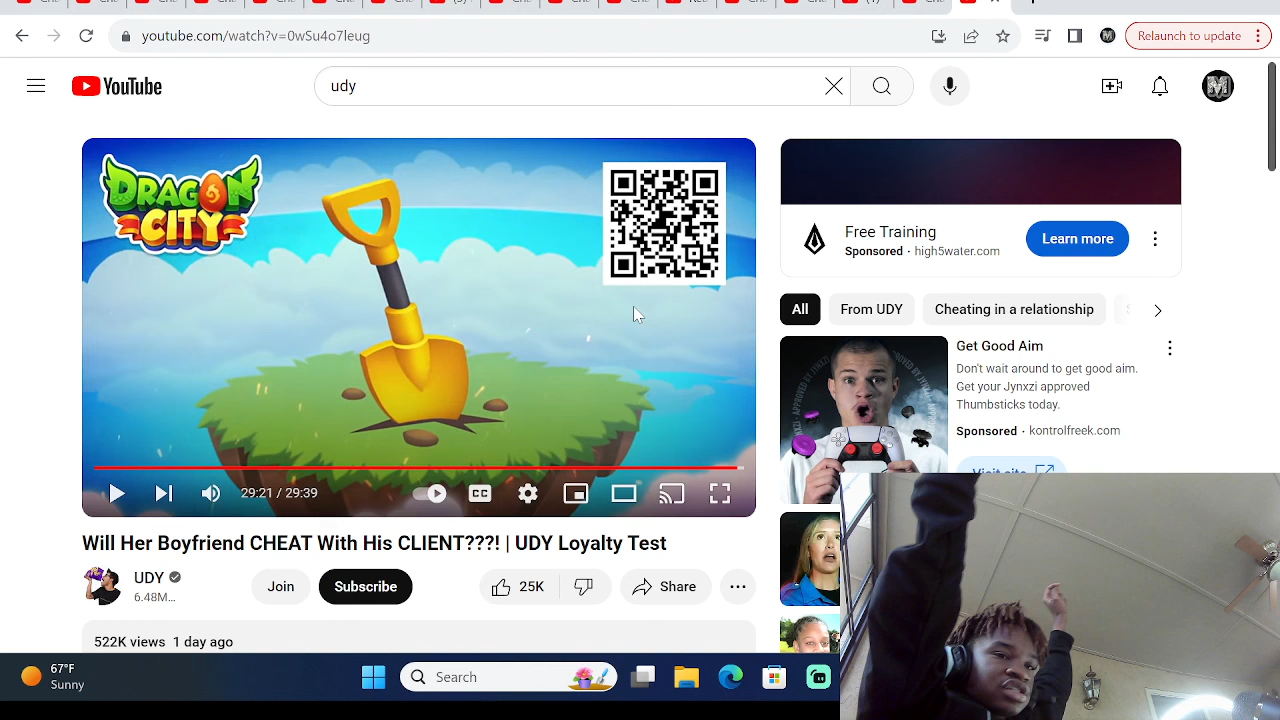 youtube.com/watch?v=0wSu4o7leug
Relaunch to update
YouTube
udy
DRAGON
CITY
29:21 / 29:39
CC
Will Her Boyfriend CHEAT With His CLIENT???! | UDY Loyalty Test
UDY
6.48M...
Join
Subscribe
25K
Share
522K views 1 day ago
Free Training
Sponsored · high5water.com
Learn more
All
From UDY
Cheating in a relationship
Get Good Aim
Don't wait around to get good aim.
Get your Jynxzi approved
Thumbsticks today.
Sponsored · kontrolfreek.com
Visit site
67°F
Sunny
Search